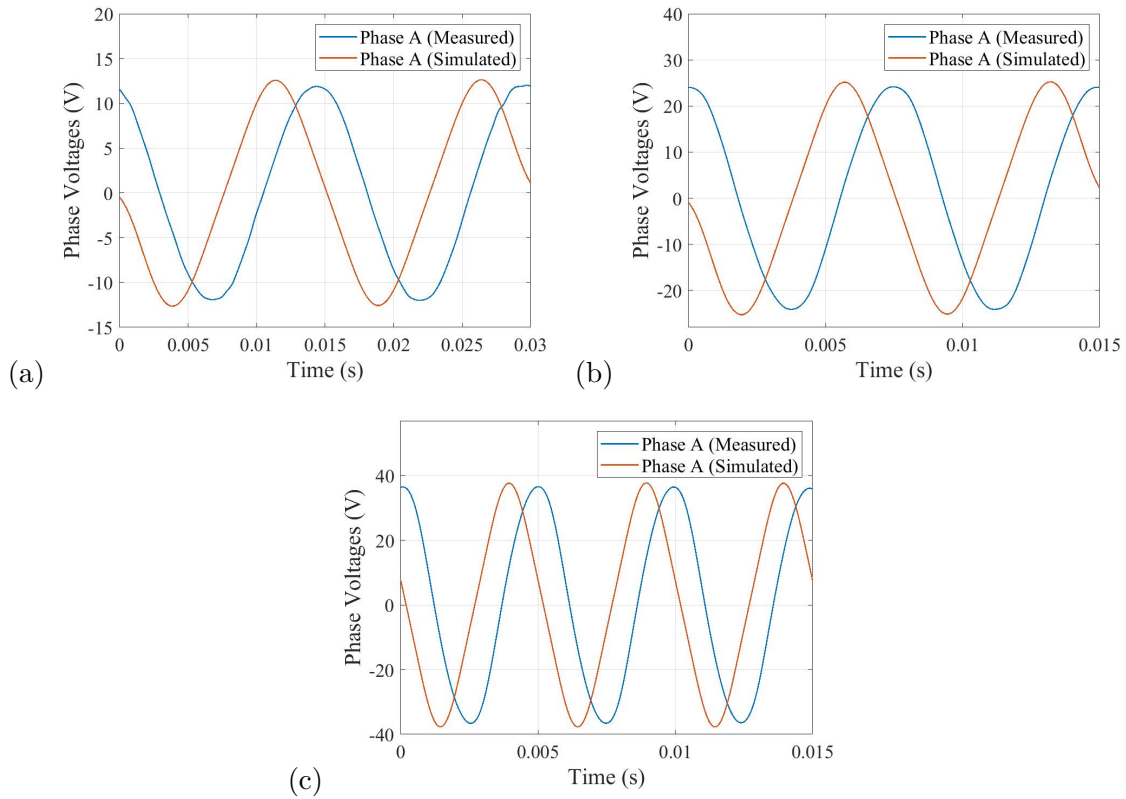 20
15
10
5
0
-5
-10
-15
Phase Voltages (V)
Phase A (Measured)
Phase A (Simulated)
0 0.005 0.01 0.015 0.02 0.025 0.03
Time (s)
(a)
40
30
20
10
0
-10
-20
Phase Voltages (V)
Phase A (Measured)
Phase A (Simulated)
0 0.005 0.01 0.015
Time (s)
(b)
40
20
0
-20
-40
Phase Voltages (V)
Phase A (Measured)
Phase A (Simulated)
0 0.005 0.01 0.015
Time (s)
(c)